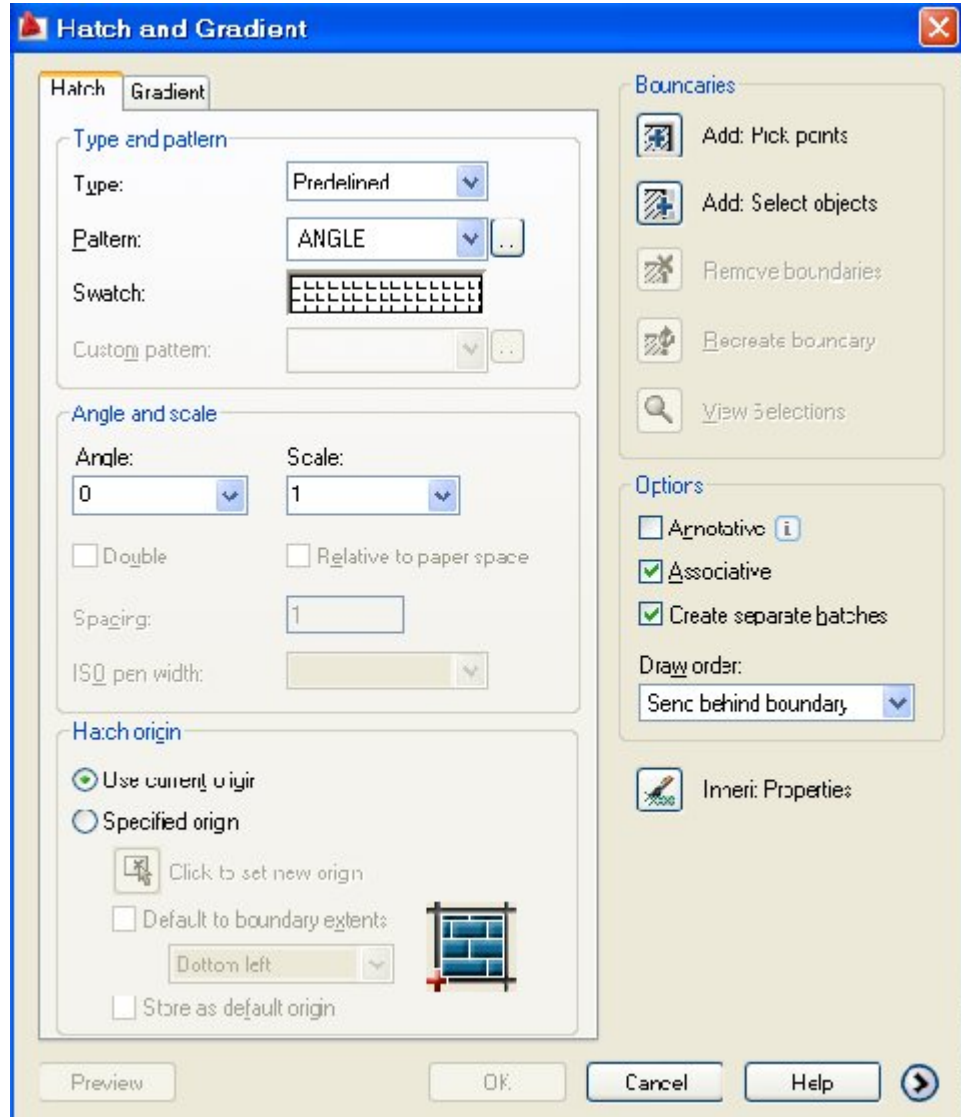 Hatch and Gradient
Hatch
Gradient
Type and pattern
Type:
Predefined
Pattern:
ANGLE
..
Swatch:
Custom pattern:
..
Angle and scale
Angle:
Scale:
0
1
Double
Relative to paper space
Spacing:
1
ISO pen width:
Hatch origin
Use current origin
Specified origin
Click to set new origin
Default to boundary extents
Bottom left
Store as default origin
Boundaries
Add: Pick points
Add: Select objects
Remove boundaries
Recreate boundary
View Selections
Options
Annotative
i
Associative
Create separate hatches
Draw order:
Send behind boundary
Inherit Properties
Preview
OK
Cancel
Help